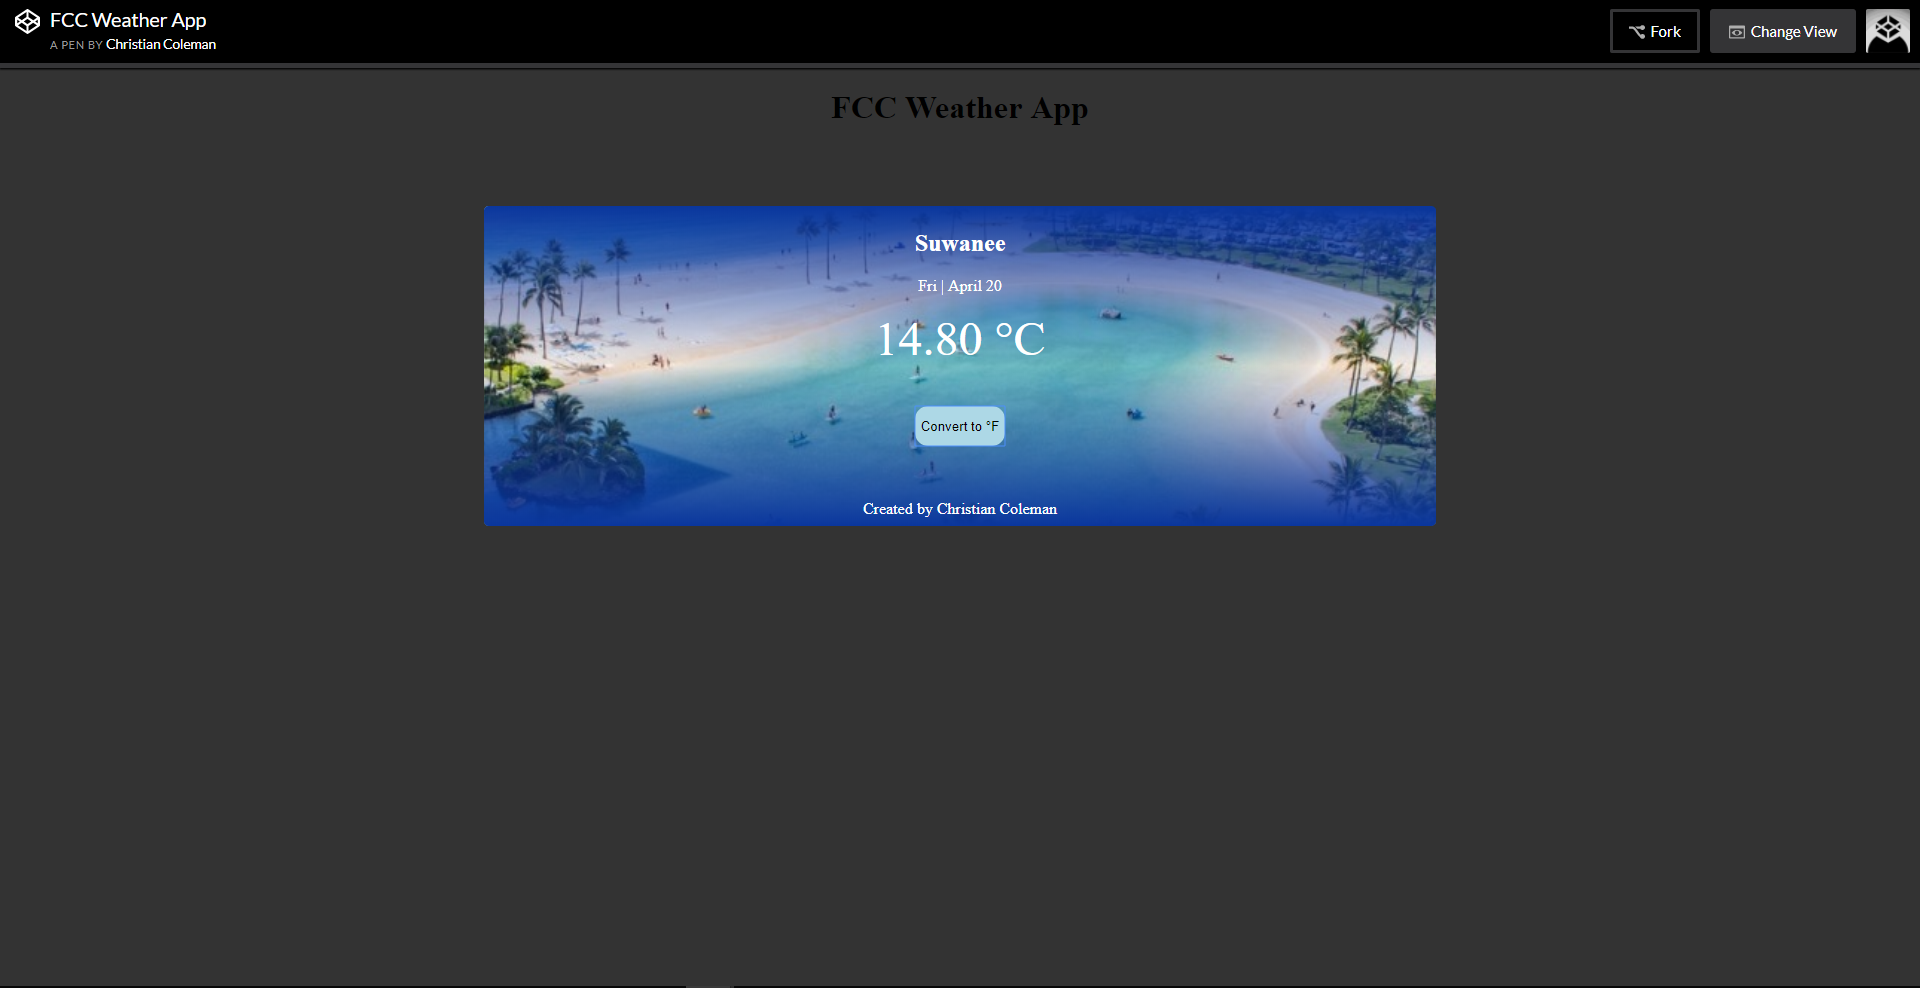 FCC Weather App
A PEN BY Christian Coleman
Fork
Change View
FCC Weather App
Suwanee
Fri | April 20
14.80 °C
Convert to °F
Created by Christian Coleman